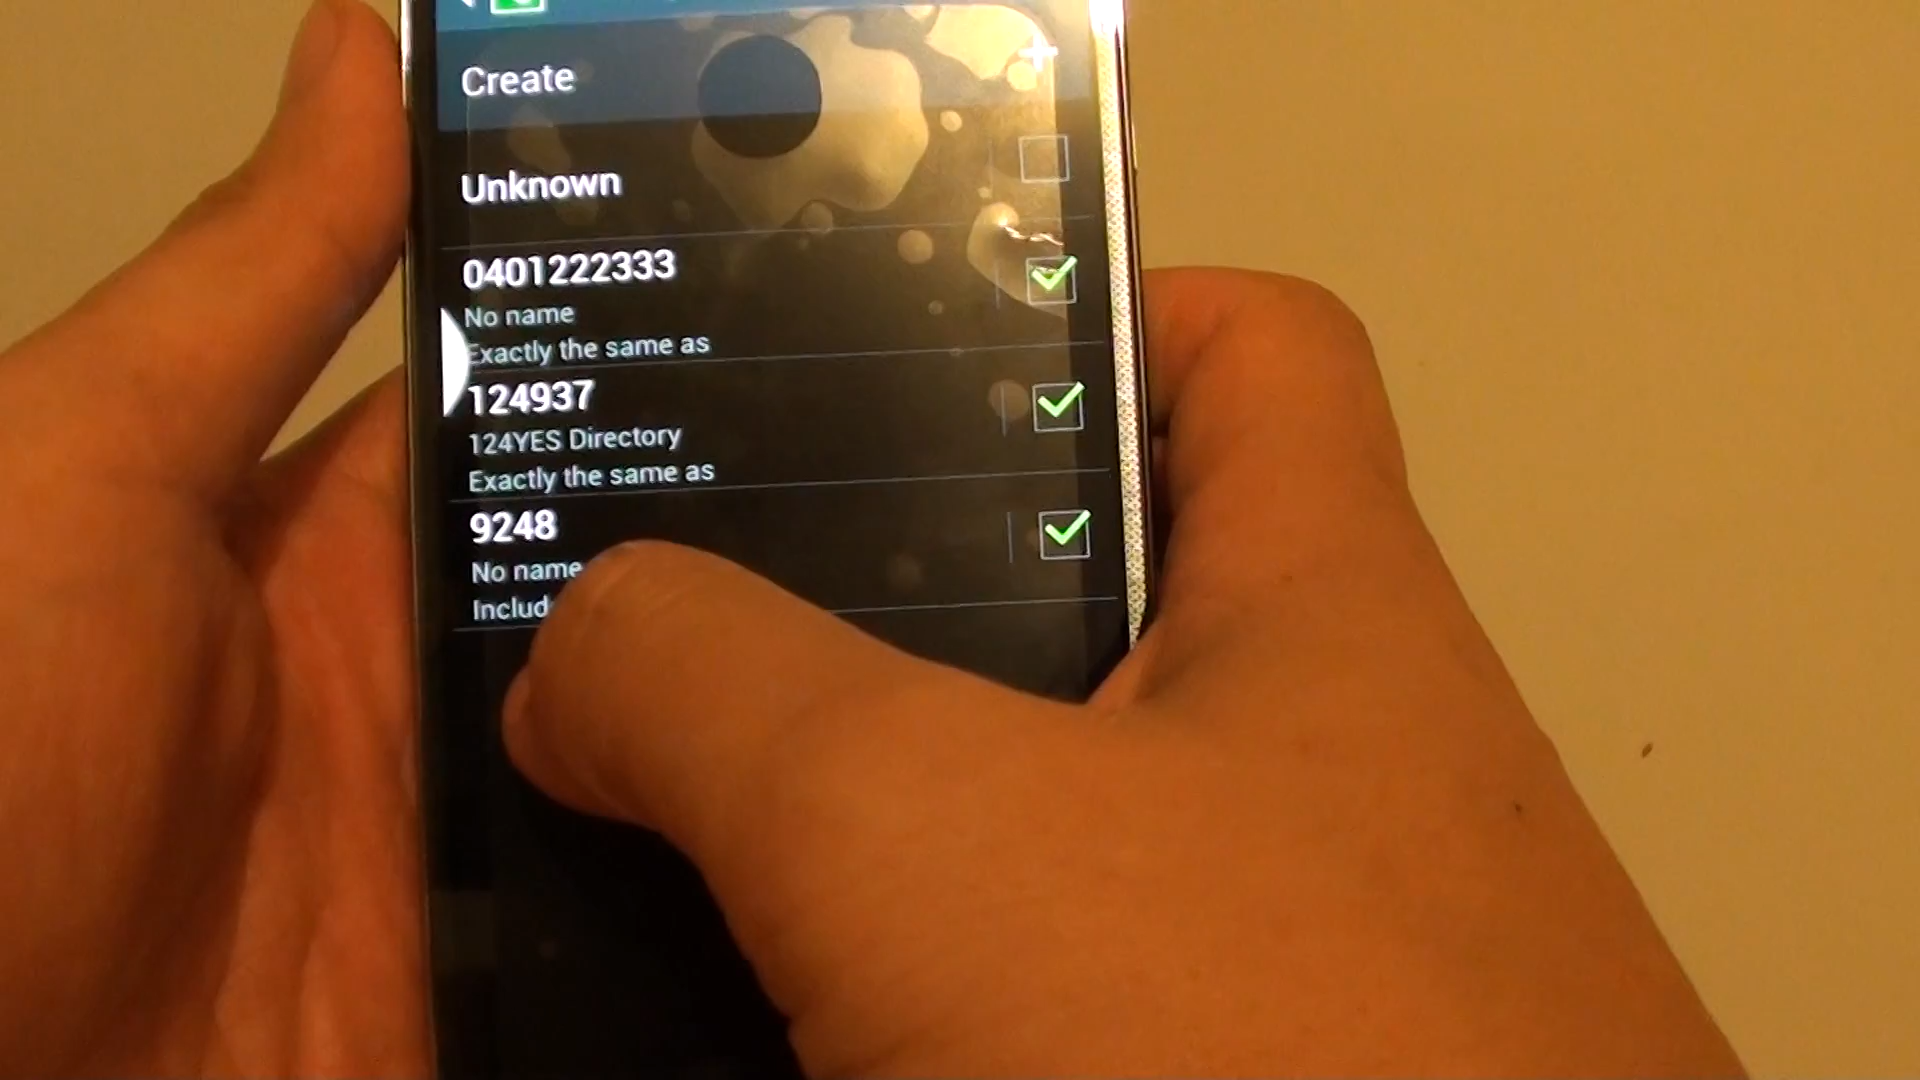 Create
Unknown
0401222333
No name
Exactly the same as
124937
124YES Directory
Exactly the same as
9248
No name